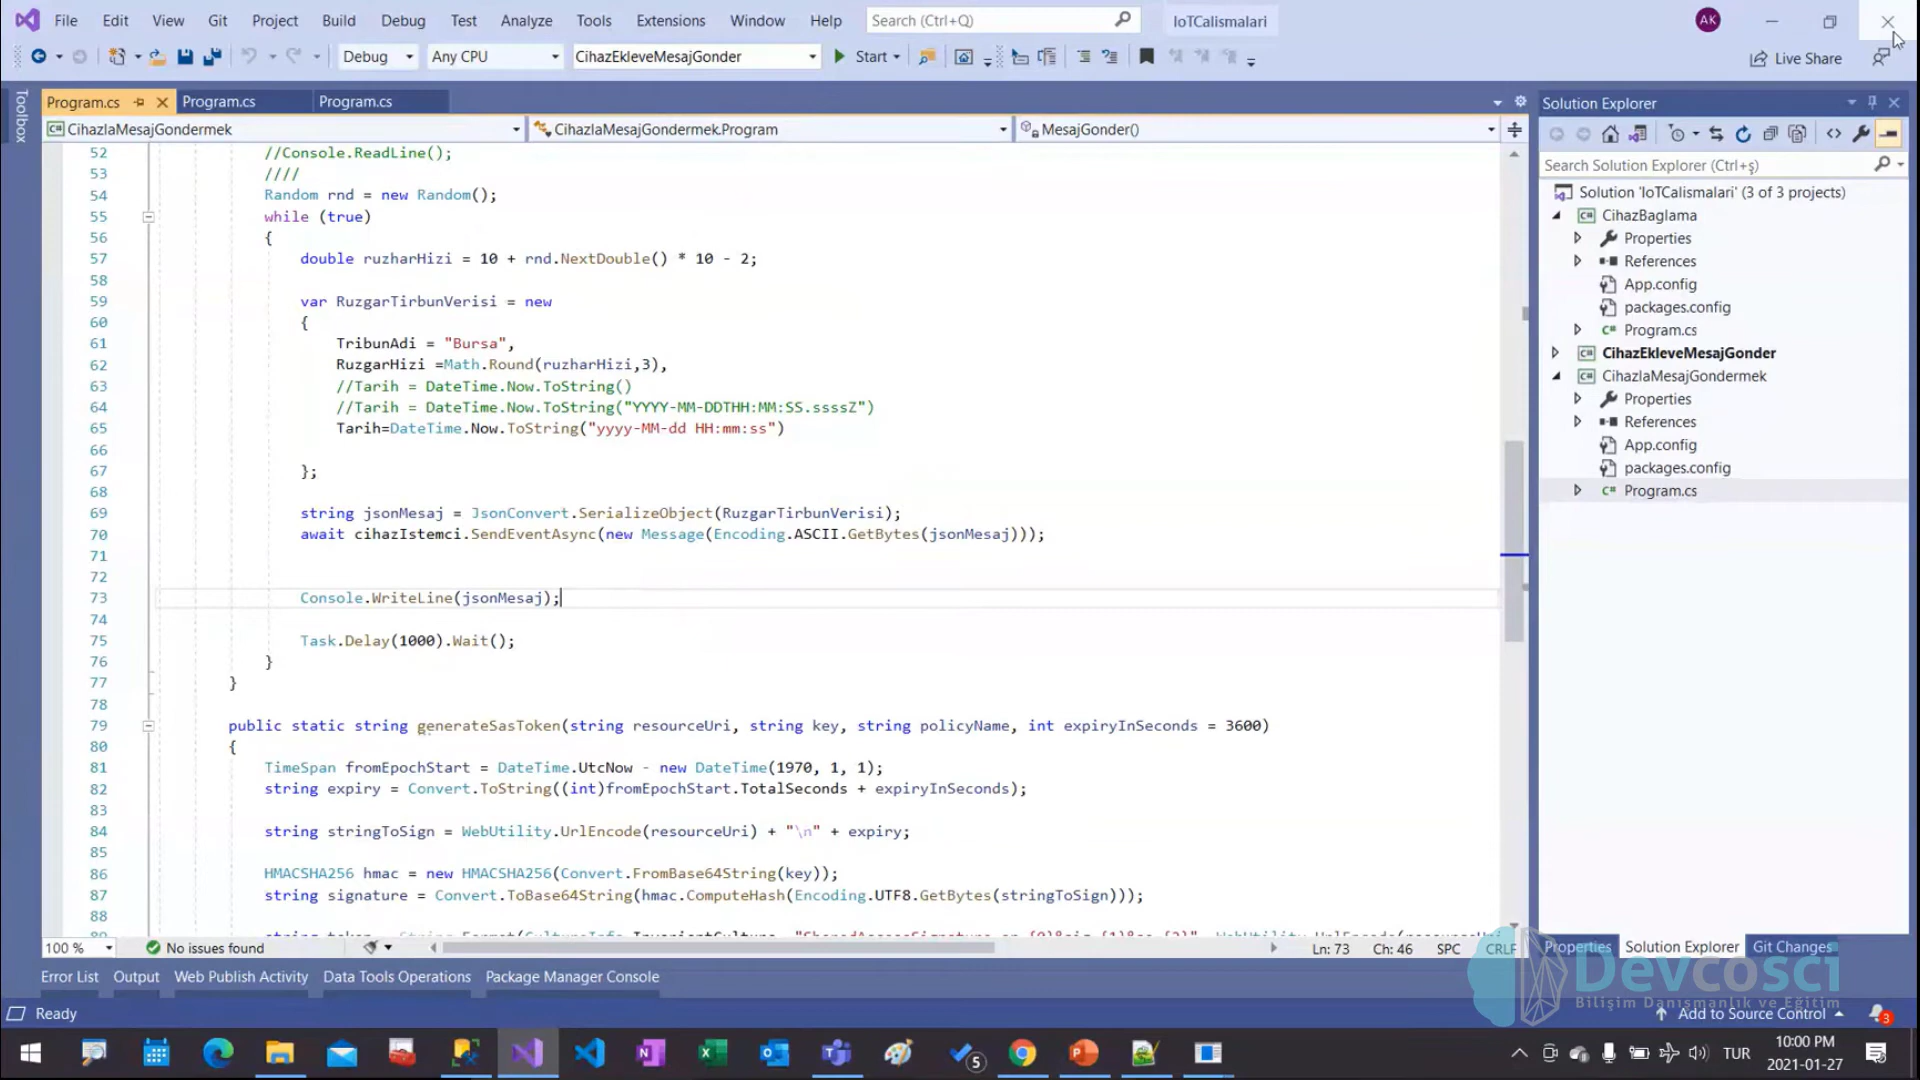 File Edit View Git Project Build Debug Test Analyze Tools Extensions Window Help Search (Ctrl+Q) IoTCalismalari AK
Debug Any CPU CihazEkleveMesajGonder Start Live Share
Toolbox
Program.cs Program.cs Program.cs
CihazlaMesajGondermek CihazlaMesajGondermek.Program MesajGonder()
52 //Console.ReadLine();
53 ////
54 Random rnd = new Random();
55 while (true)
56 {
57 double ruzharHizi = 10 + rnd.NextDouble() * 10 - 2;
58
59 var RuzgarTirbunVerisi = new
60 {
61 TribunAdi = "Bursa",
62 RuzgarHizi =Math.Round(ruzharHizi,3),
63 //Tarih = DateTime.Now.ToString()
64 //Tarih = DateTime.Now.ToString("YYYY-MM-DDTHH:MM:SS.ssssZ")
65 Tarih=DateTime.Now.ToString("yyyy-MM-dd HH:mm:ss")
66
67 };
68
69 string jsonMesaj = JsonConvert.SerializeObject(RuzgarTirbunVerisi);
70 await cihazIstemci.SendEventAsync(new Message(Encoding.ASCII.GetBytes(jsonMesaj)));
71
72
73 Console.WriteLine(jsonMesaj);
74
75 Task.Delay(1000).Wait();
76 }
77 }
78
79 public static string generateSasToken(string resourceUri, string key, string policyName, int expiryInSeconds = 3600)
80 {
81 TimeSpan fromEpochStart = DateTime.UtcNow - new DateTime(1970, 1, 1);
82 string expiry = Convert.ToString((int)fromEpochStart.TotalSeconds + expiryInSeconds);
83
84 string stringToSign = WebUtility.UrlEncode(resourceUri) + "\n" + expiry;
85
86 HMACSHA256 hmac = new HMACSHA256(Convert.FromBase64String(key));
87 string signature = Convert.ToBase64String(hmac.ComputeHash(Encoding.UTF8.GetBytes(stringToSign)));
88
100 % No issues found Ln: 73 Ch: 46 SPC CRLF
Solution Explorer
Search Solution Explorer (Ctrl+ş)
Solution 'IoTCalismalari' (3 of 3 projects)
CihazBaglama
Properties
References
App.config
packages.config
Program.cs
CihazEkleveMesajGonder
CihazlaMesajGondermek
Properties
References
App.config
packages.config
Program.cs
Properties Solution Explorer Git Changes
Error List Output Web Publish Activity Data Tools Operations Package Manager Console
Devcosci
Bilişim Danışmanlık ve Eğitim
Ready Add to Source Control 3
5 TUR 10:00 PM
2021-01-27